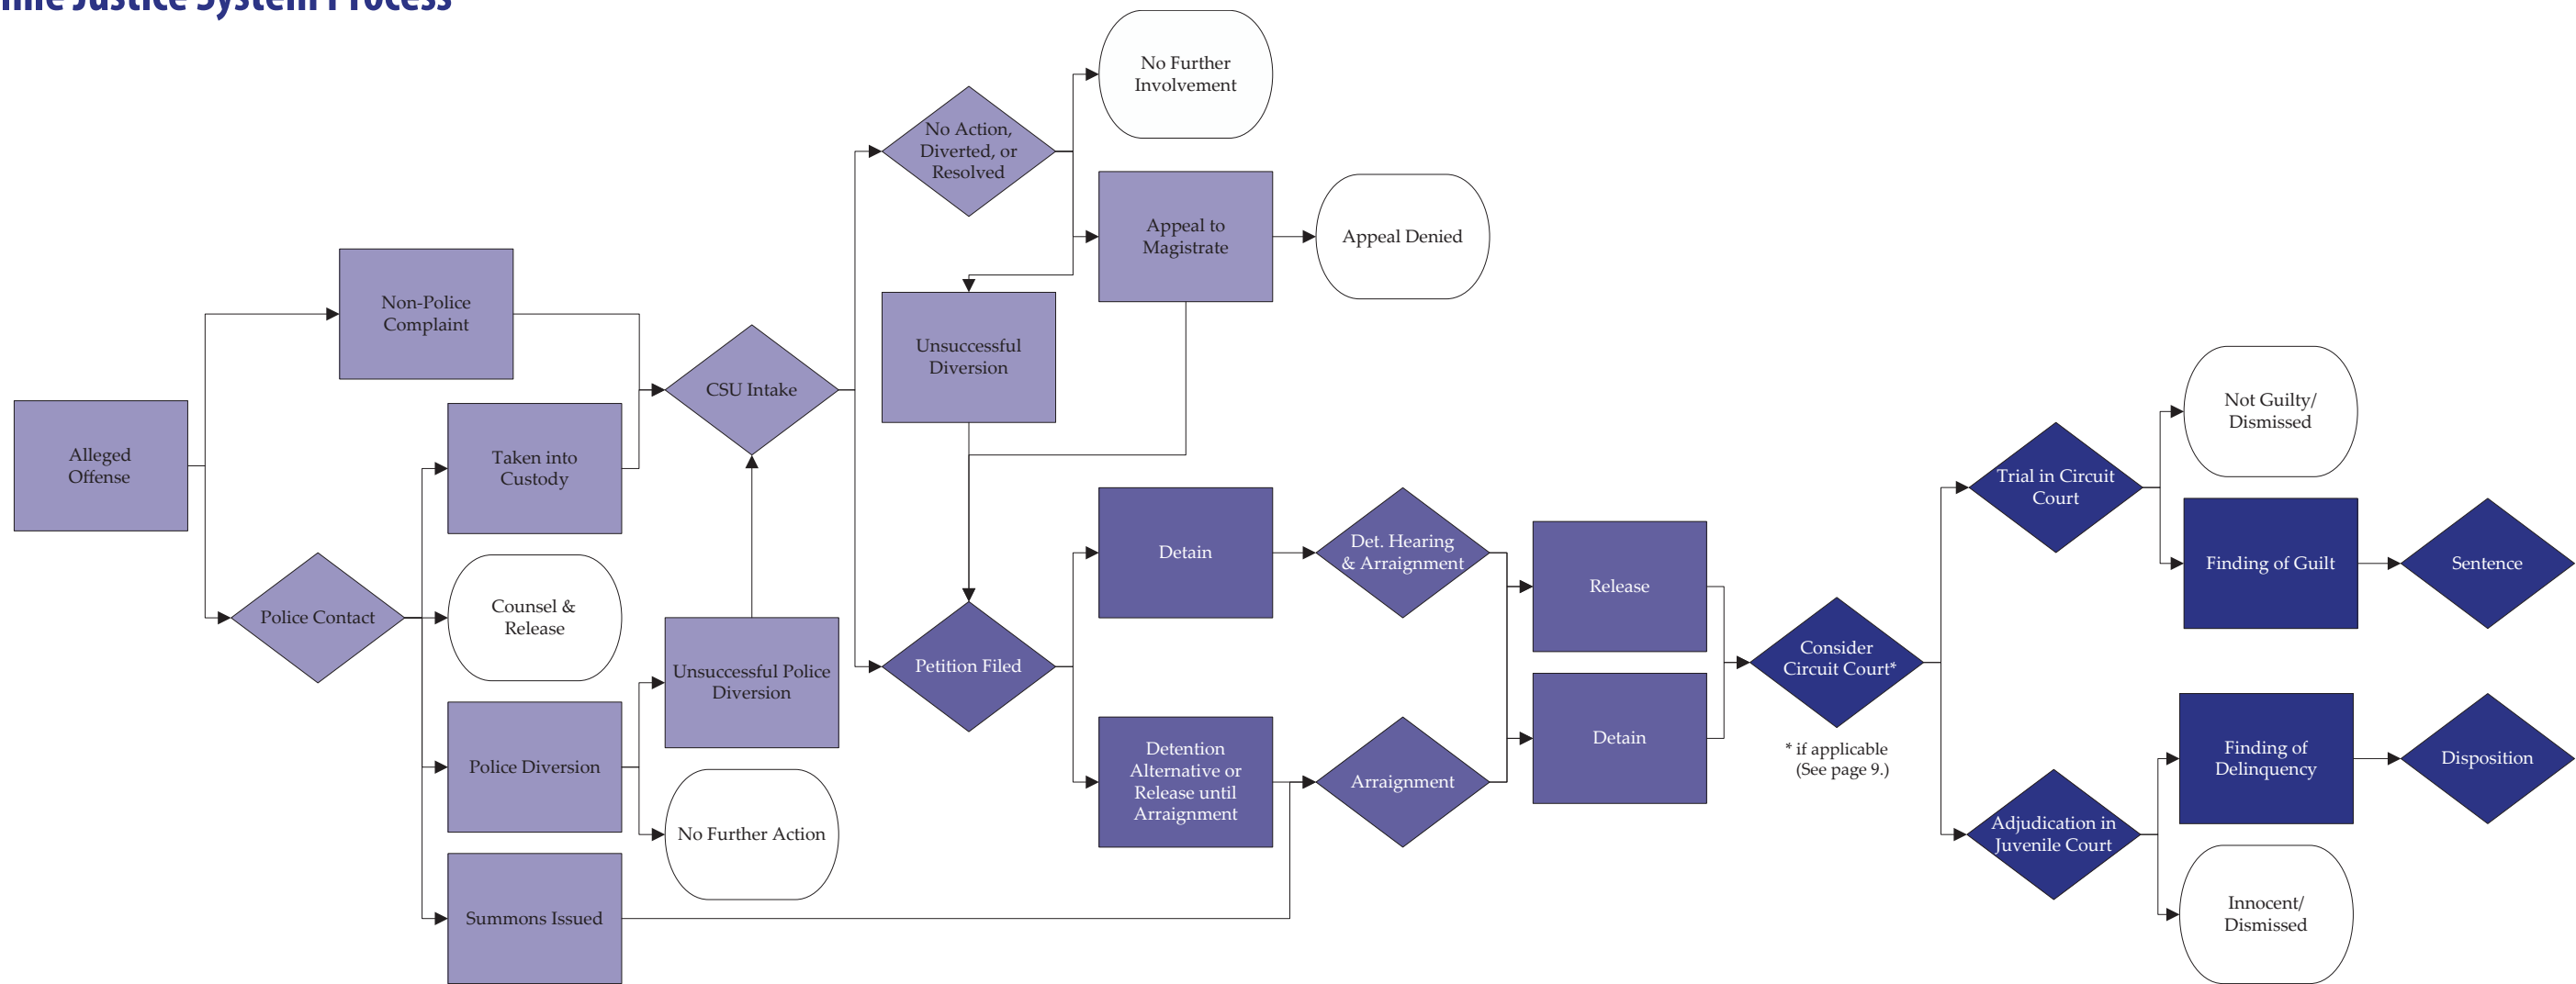 Justice System Process
No Further
Involvement
No Action,
Diverted, or
Resolved
Appeal to
Magistrate
Appeal Denied
Non-Police
Complaint
Unsuccessful
Diversion
CSU Intake
Alleged
Offense
Taken into
Custody
Not Guilty/
Dismissed
Trial in Circuit
Court
Detain
Det. Hearing
& Arraignment
Finding of Guilt
Sentence
Release
Police Contact
Counsel &
Release
Petition Filed
Consider
Circuit Court*
Unsuccessful Police
Diversion
Detain
* if applicable
(See page 9.)
Finding of
Delinquency
Disposition
Police Diversion
Detention
Alternative or
Release until
Arraignment
Arraignment
No Further Action
Adjudication in
Juvenile Court
Summons Issued
Innocent/
Dismissed